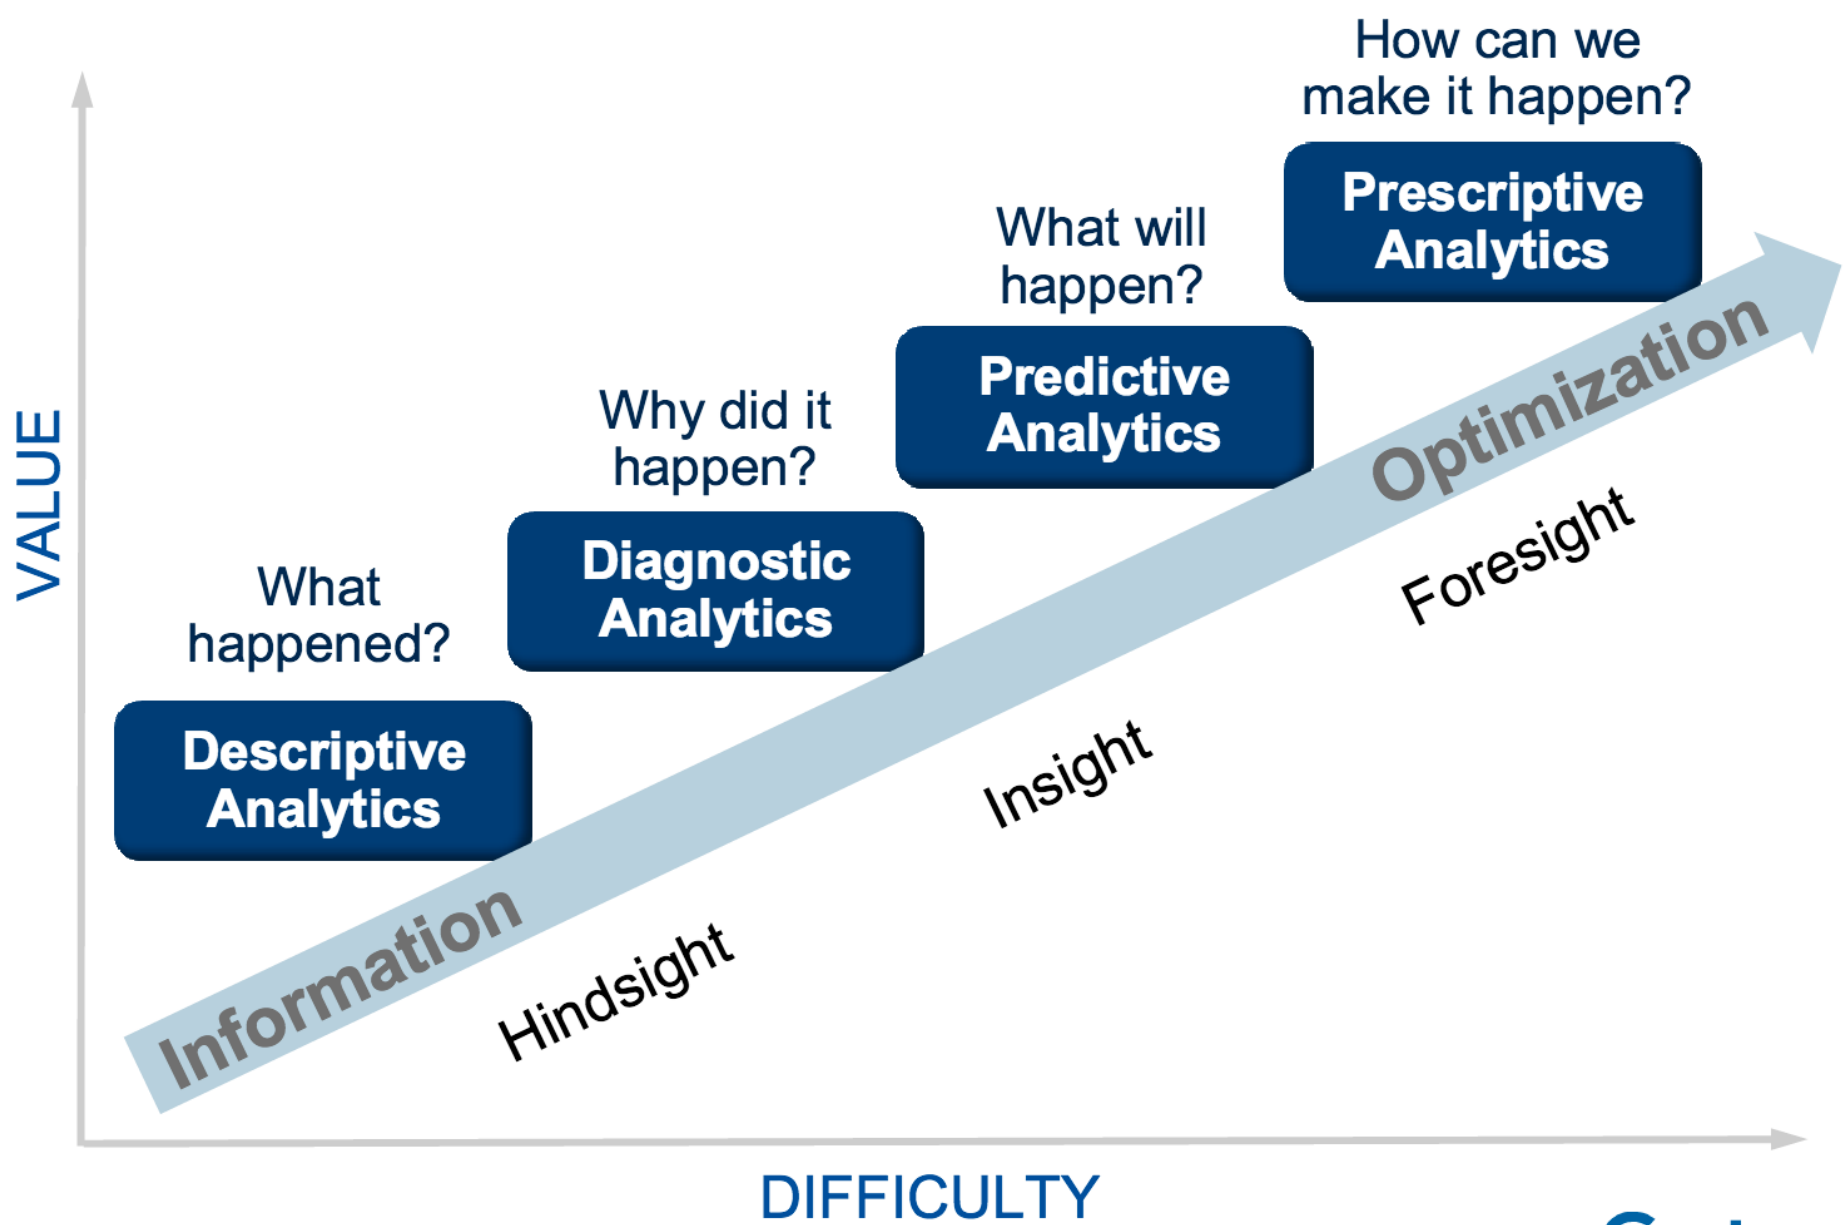 How can we
make it happen?
Prescriptive
Analytics
What will
happen?
Predictive
Analytics
Why did it
happen?
Diagnostic
Analytics
What
happened?
Descriptive
Analytics
Information
Optimization
Hindsight
Insight
Foresight
VALUE
DIFFICULTY